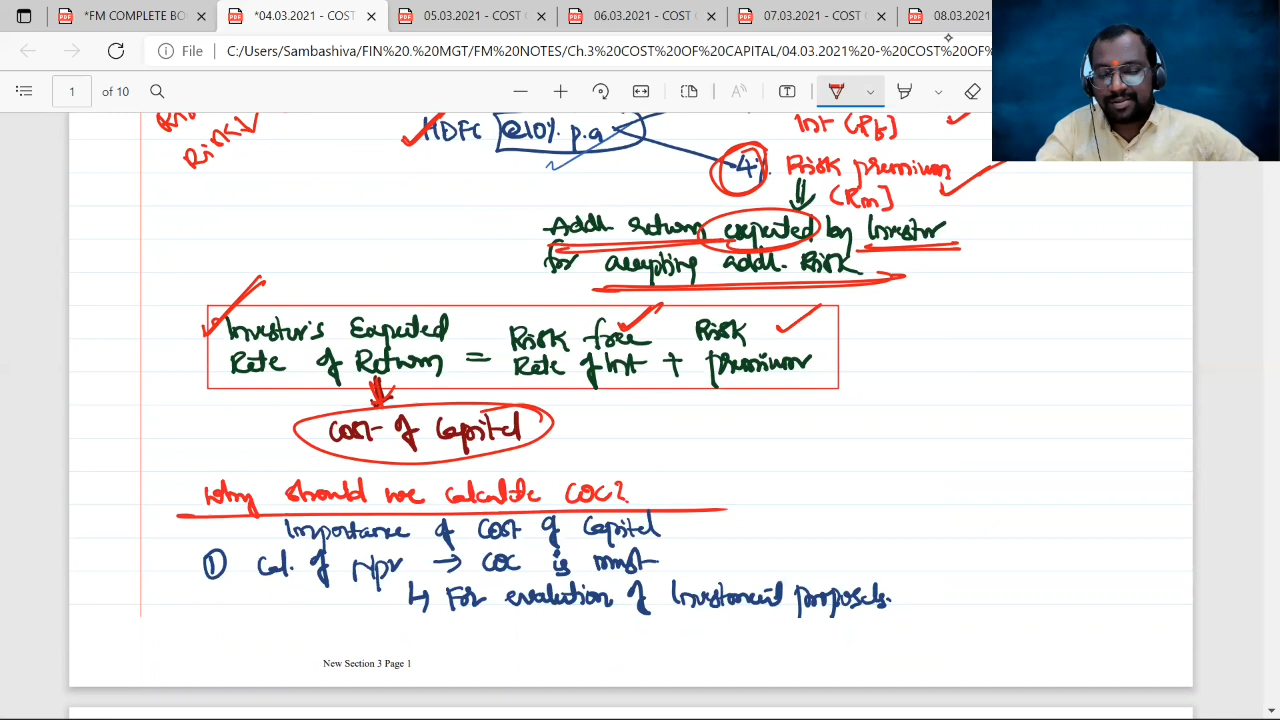 *FM COMPLETE BO
*04.03.2021 - COST C
05.03.2021 - COST C
06.03.2021 - COST C
07.03.2021 - COST C
08.03.2021
File
C:/Users/Sambashiva/FIN%20.%20MGT/FM%20NOTES/Ch.3%20COST%20OF%20CAPITAL/04.03.2021%20-%20COST%20OF%
1 of 10
Risk
HDFC @10% p.a
Int (Rf)
4%
Risk premium
(Rm)
Addl. return expected by Investor
for accepting addl. Risk
Investor's Expected Rate of Return = Risk free Rate of Int + Risk premium
Cost of Capital
Why should we calculate COC?
Importance of Cost of Capital
① Cal. of NPV → COC is must
↳ For evaluation of Investment proposals.
New Section 3 Page 1